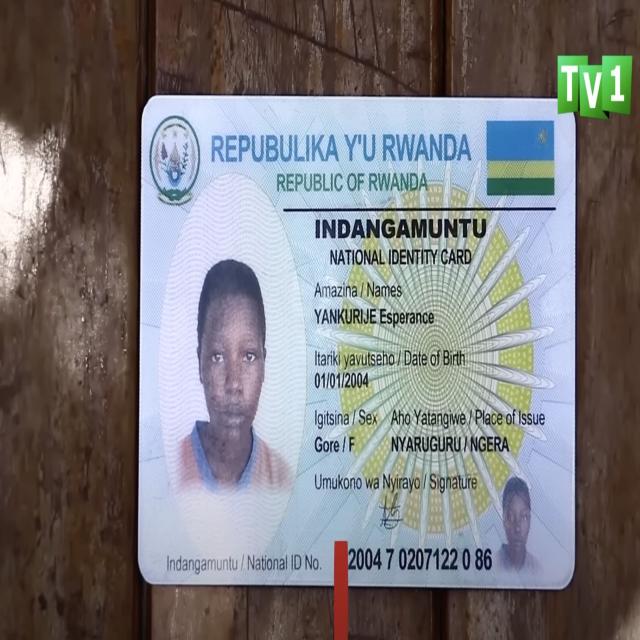 TV1
REPUBULIKA Y'U RWANDA
REPUBLIC OF RWANDA
INDANGAMUNTU
NATIONAL IDENTITY CARD
Amazina / Names
YANKURIJE Esperance
Itariki yavutseho / Date of Birth
01/01/2004
Igitsina / Sex Aho Yatangiwe / Place of Issue
Gore / F NYARUGURU / NGERA
Umukono wa Nyirayo / Signature
Indangamuntu / National ID No. 2004 7 0207122 0 86